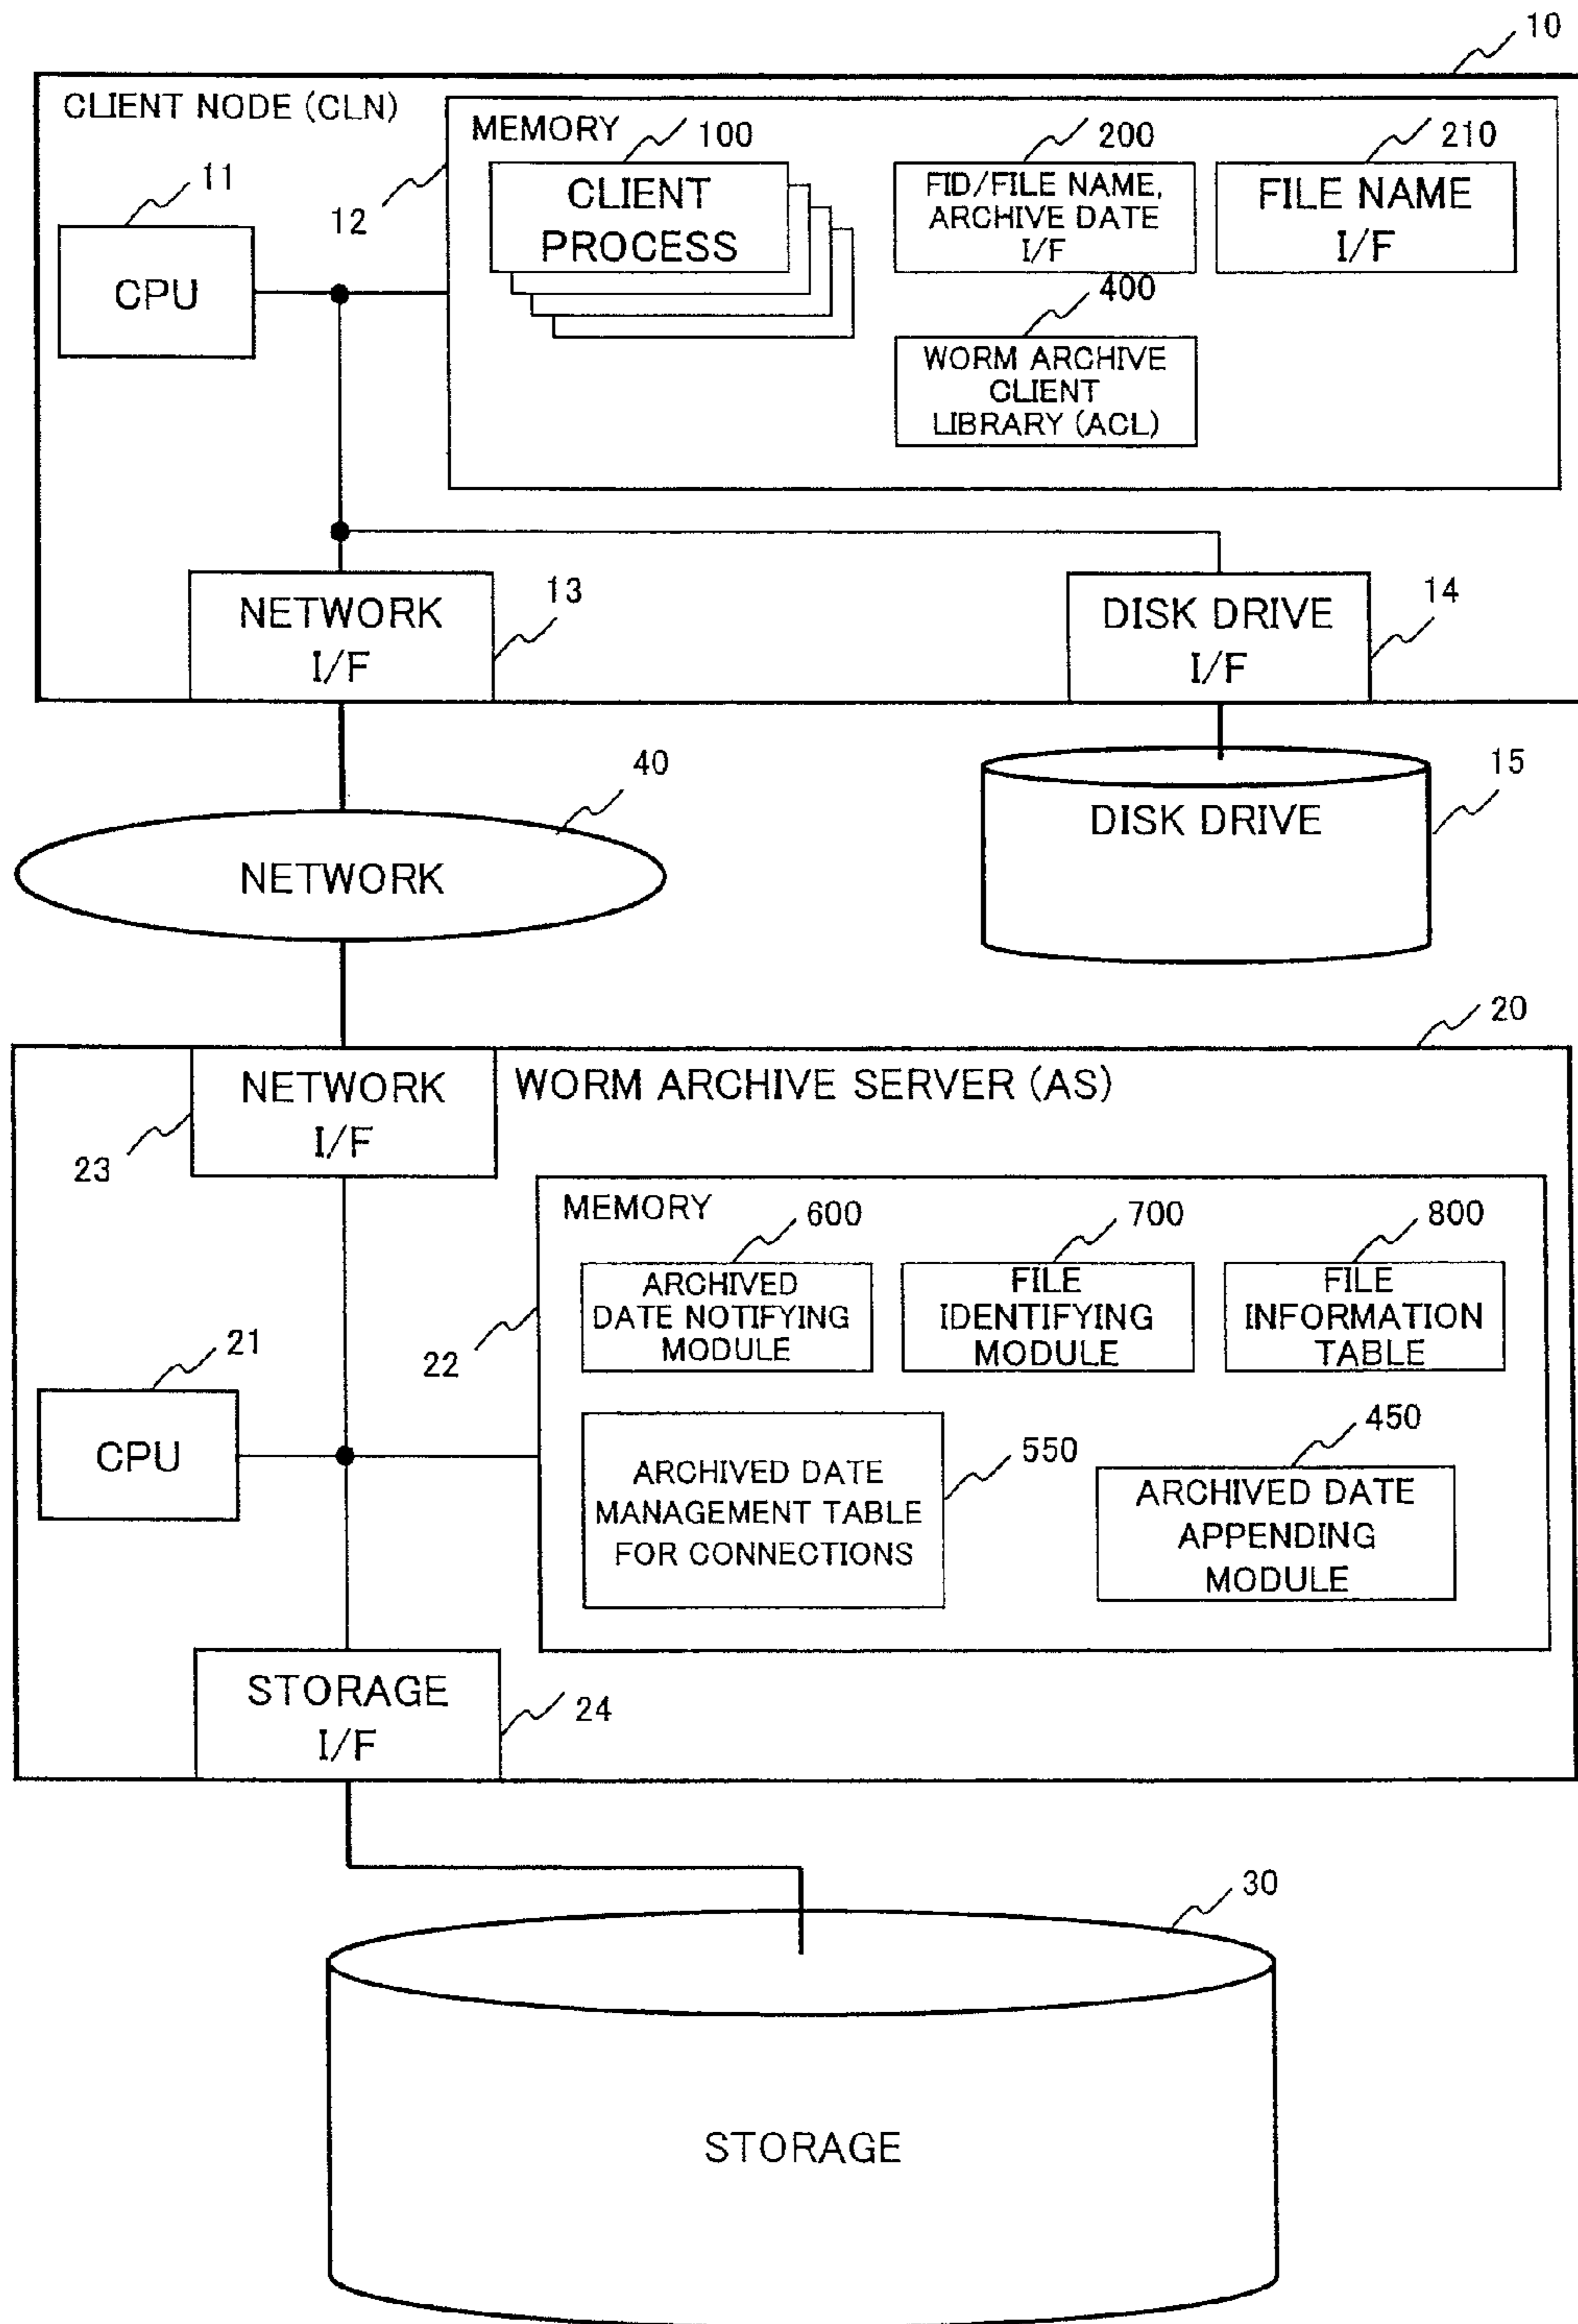 10
CLIENT NODE (CLN)
MEMORY
100
200
210
11
12
CLIENT
PROCESS
FID/FILE NAME,
ARCHIVE DATE
I/F
FILE NAME
I/F
CPU
400
WORM ARCHIVE
CLIENT
LIBRARY (ACL)
NETWORK
I/F
13
DISK DRIVE
I/F
14
40
NETWORK
15
DISK DRIVE
20
NETWORK
I/F
WORM ARCHIVE SERVER (AS)
23
MEMORY
600
700
800
ARCHIVED
DATE NOTIFYING
MODULE
FILE
IDENTIFYING
MODULE
FILE
INFORMATION
TABLE
21
22
CPU
550
450
ARCHIVED DATE
MANAGEMENT TABLE
FOR CONNECTIONS
ARCHIVED DATE
APPENDING
MODULE
STORAGE
I/F
24
30
STORAGE